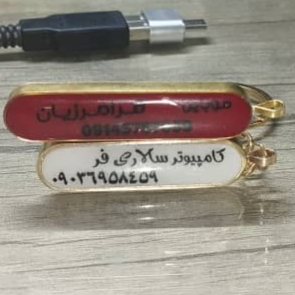 موبایل فرامرزیان
کامپیوتر سالاری فر
۰۹۰۳۶۹۵۸۴۵۹